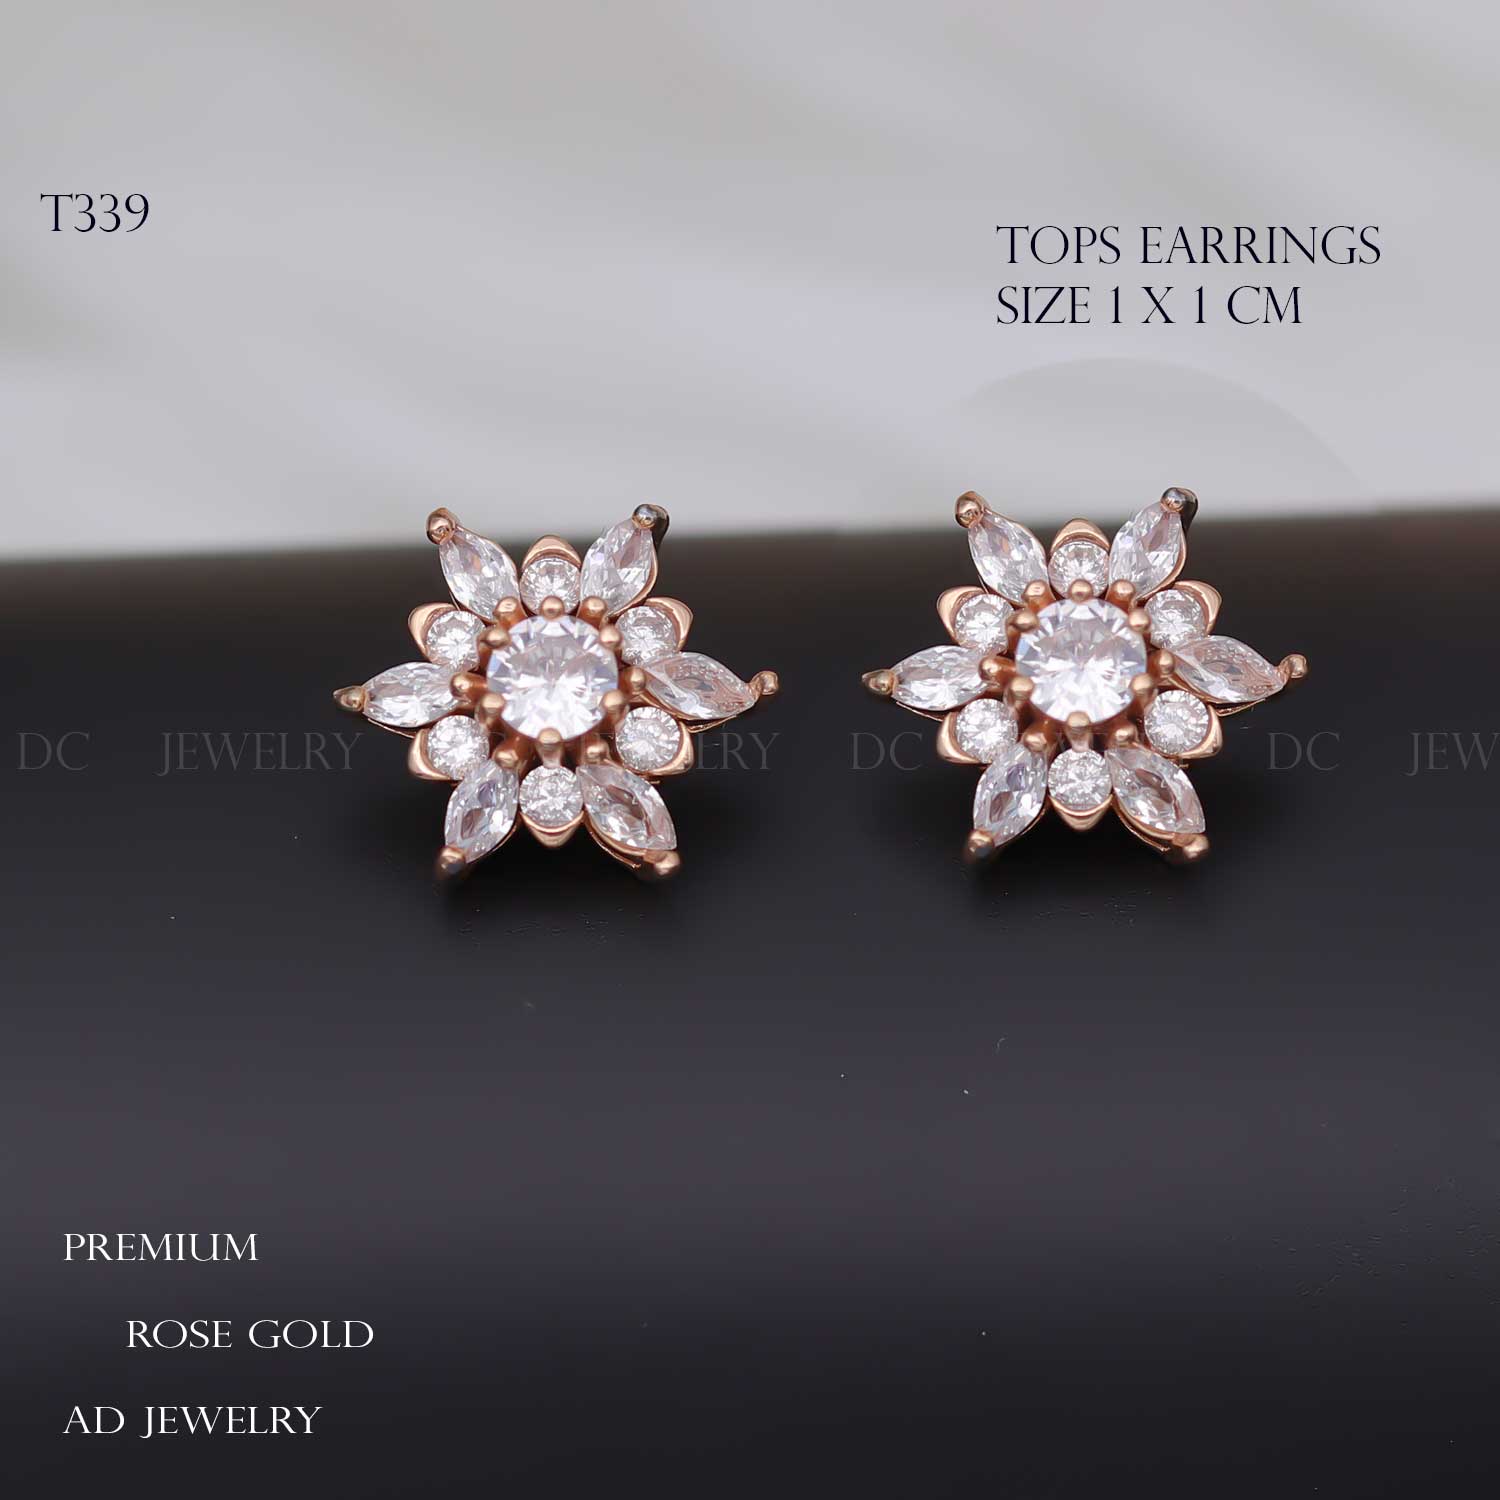 T339
TOPS EARRINGS
SIZE 1 X 1 CM
DC JEWELRY DC JEWELRY DC JEWELRY DC JEW
PREMIUM
ROSE GOLD
AD JEWELRY